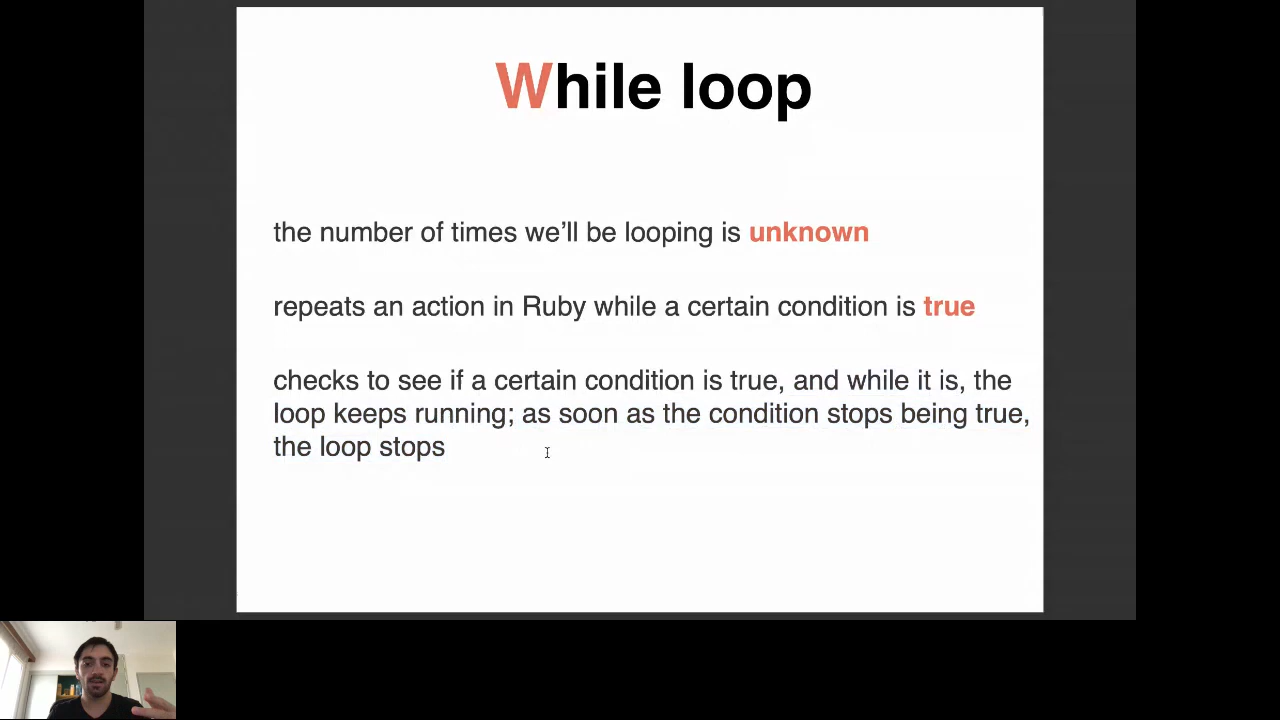 While loop
the number of times we’ll be looping is unknown
repeats an action in Ruby while a certain condition is true
checks to see if a certain condition is true, and while it is, the
loop keeps running; as soon as the condition stops being true,
the loop stops